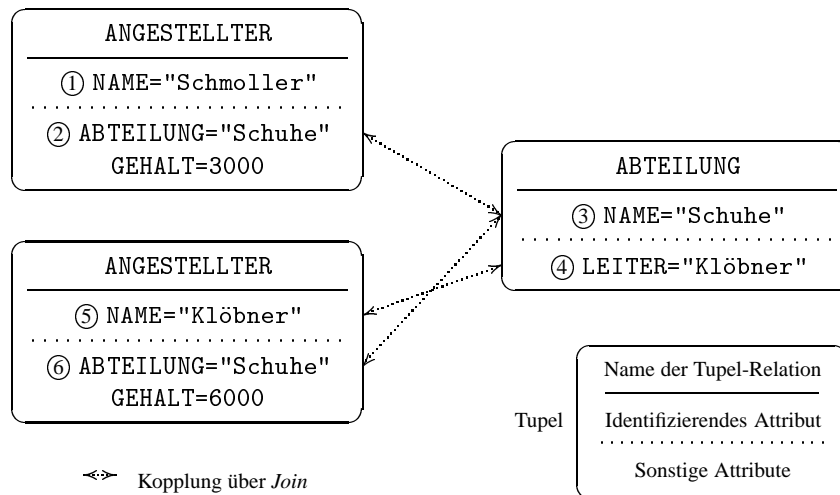 ANGESTELLTER
① NAME="Schmoller"
② ABTEILUNG="Schuhe"
GEHALT=3000
ABTEILUNG
③ NAME="Schuhe"
④ LEITER="Klöbner"
ANGESTELLTER
⑤ NAME="Klöbner"
⑥ ABTEILUNG="Schuhe"
GEHALT=6000
Tupel
Name der Tupel-Relation
Identifizierendes Attribut
Sonstige Attribute
Kopplung über Join